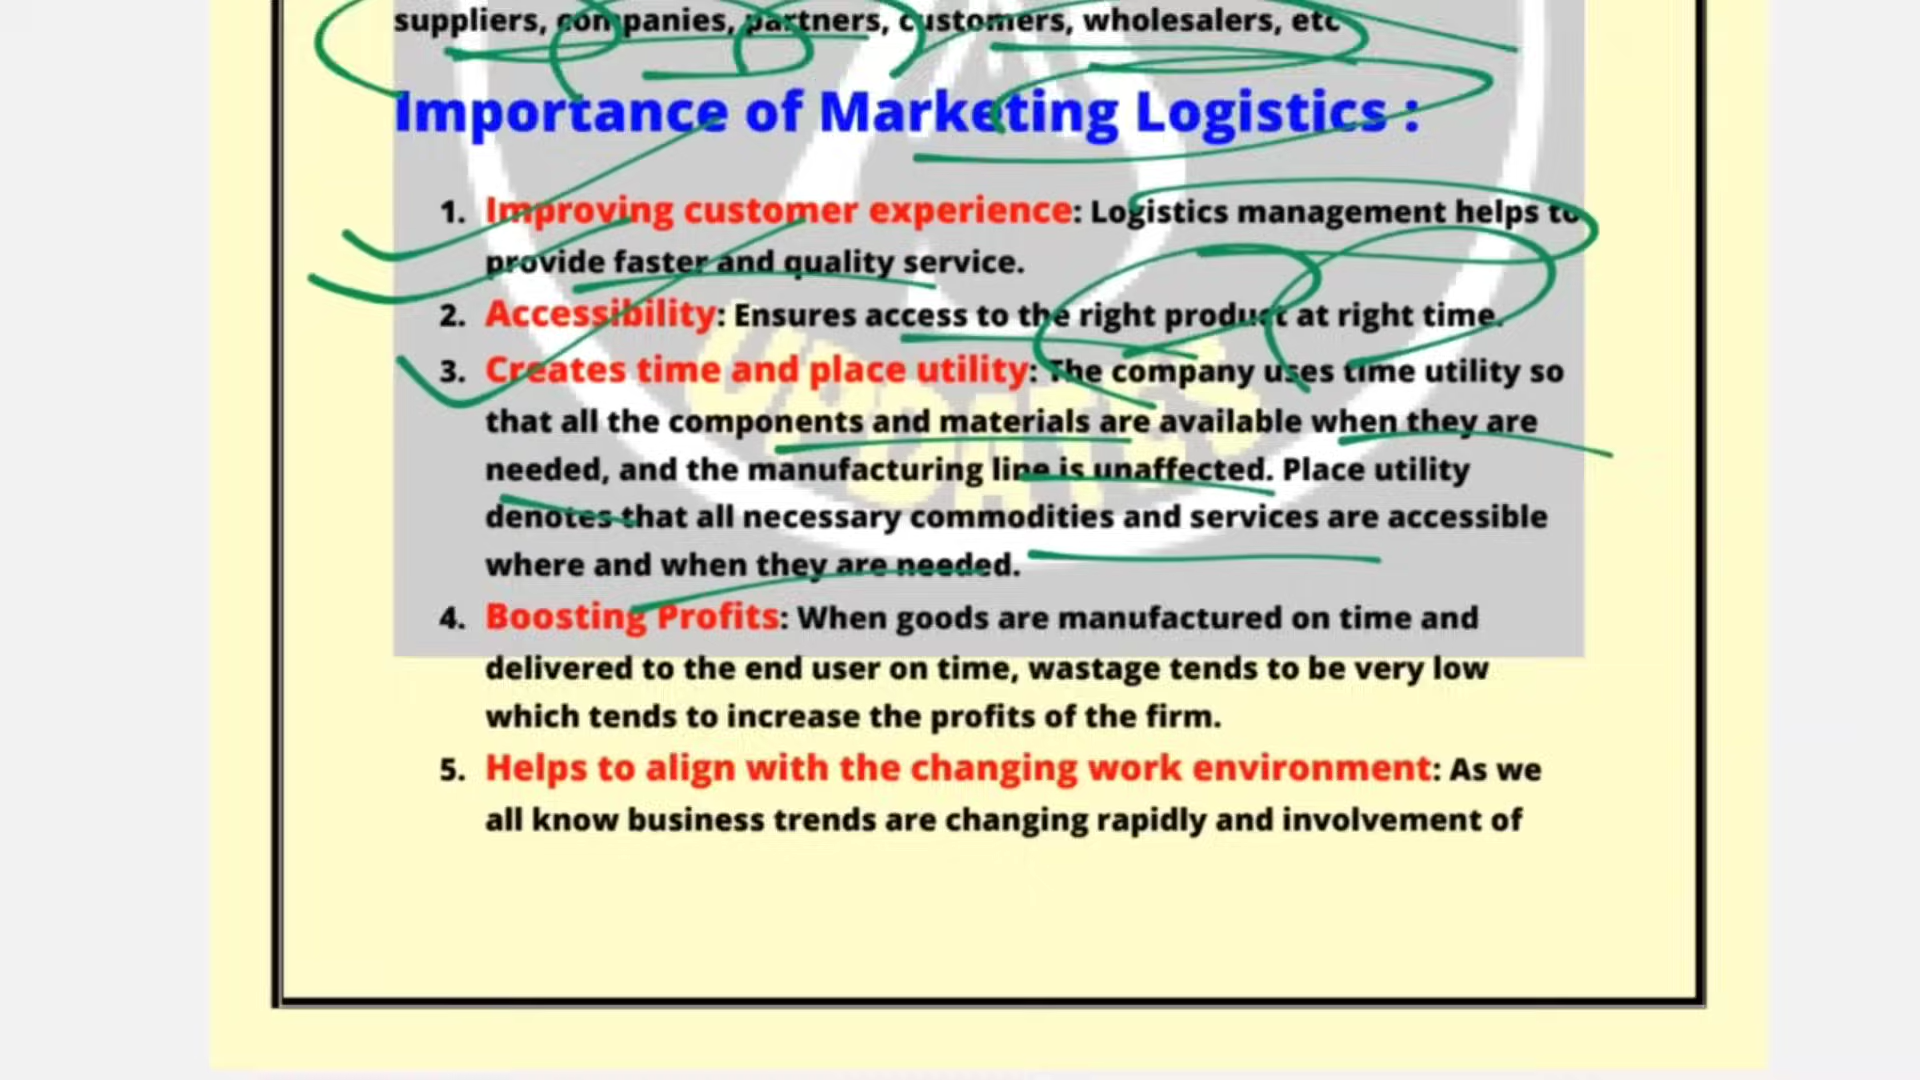 suppliers, companies, partners, customers, wholesalers, etc
Importance of Marketing Logistics :
1. Improving customer experience: Logistics management helps to
provide faster and quality service.
2. Accessibility: Ensures access to the right product at right time.
3. Creates time and place utility: The company uses time utility so
that all the components and materials are available when they are
needed, and the manufacturing line is unaffected. Place utility
denotes that all necessary commodities and services are accessible
where and when they are needed.
4. Boosting Profits: When goods are manufactured on time and
delivered to the end user on time, wastage tends to be very low
which tends to increase the profits of the firm.
5. Helps to align with the changing work environment: As we
all know business trends are changing rapidly and involvement of
UPDATES